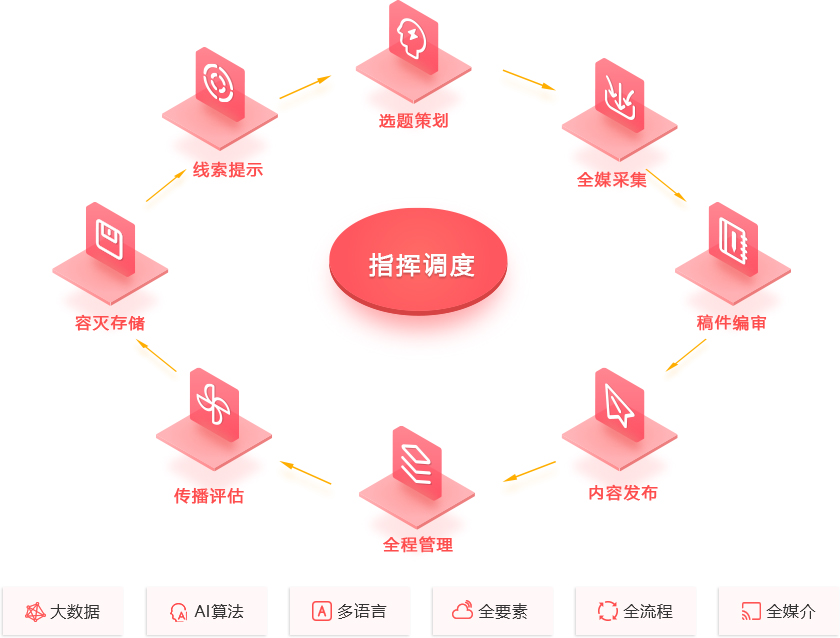 选题策划
线索提示
全媒采集
指挥调度
容灾存储
稿件编审
传播评估
内容发布
全程管理
大数据
AI算法
A 多语言
全要素
全流程
全媒介